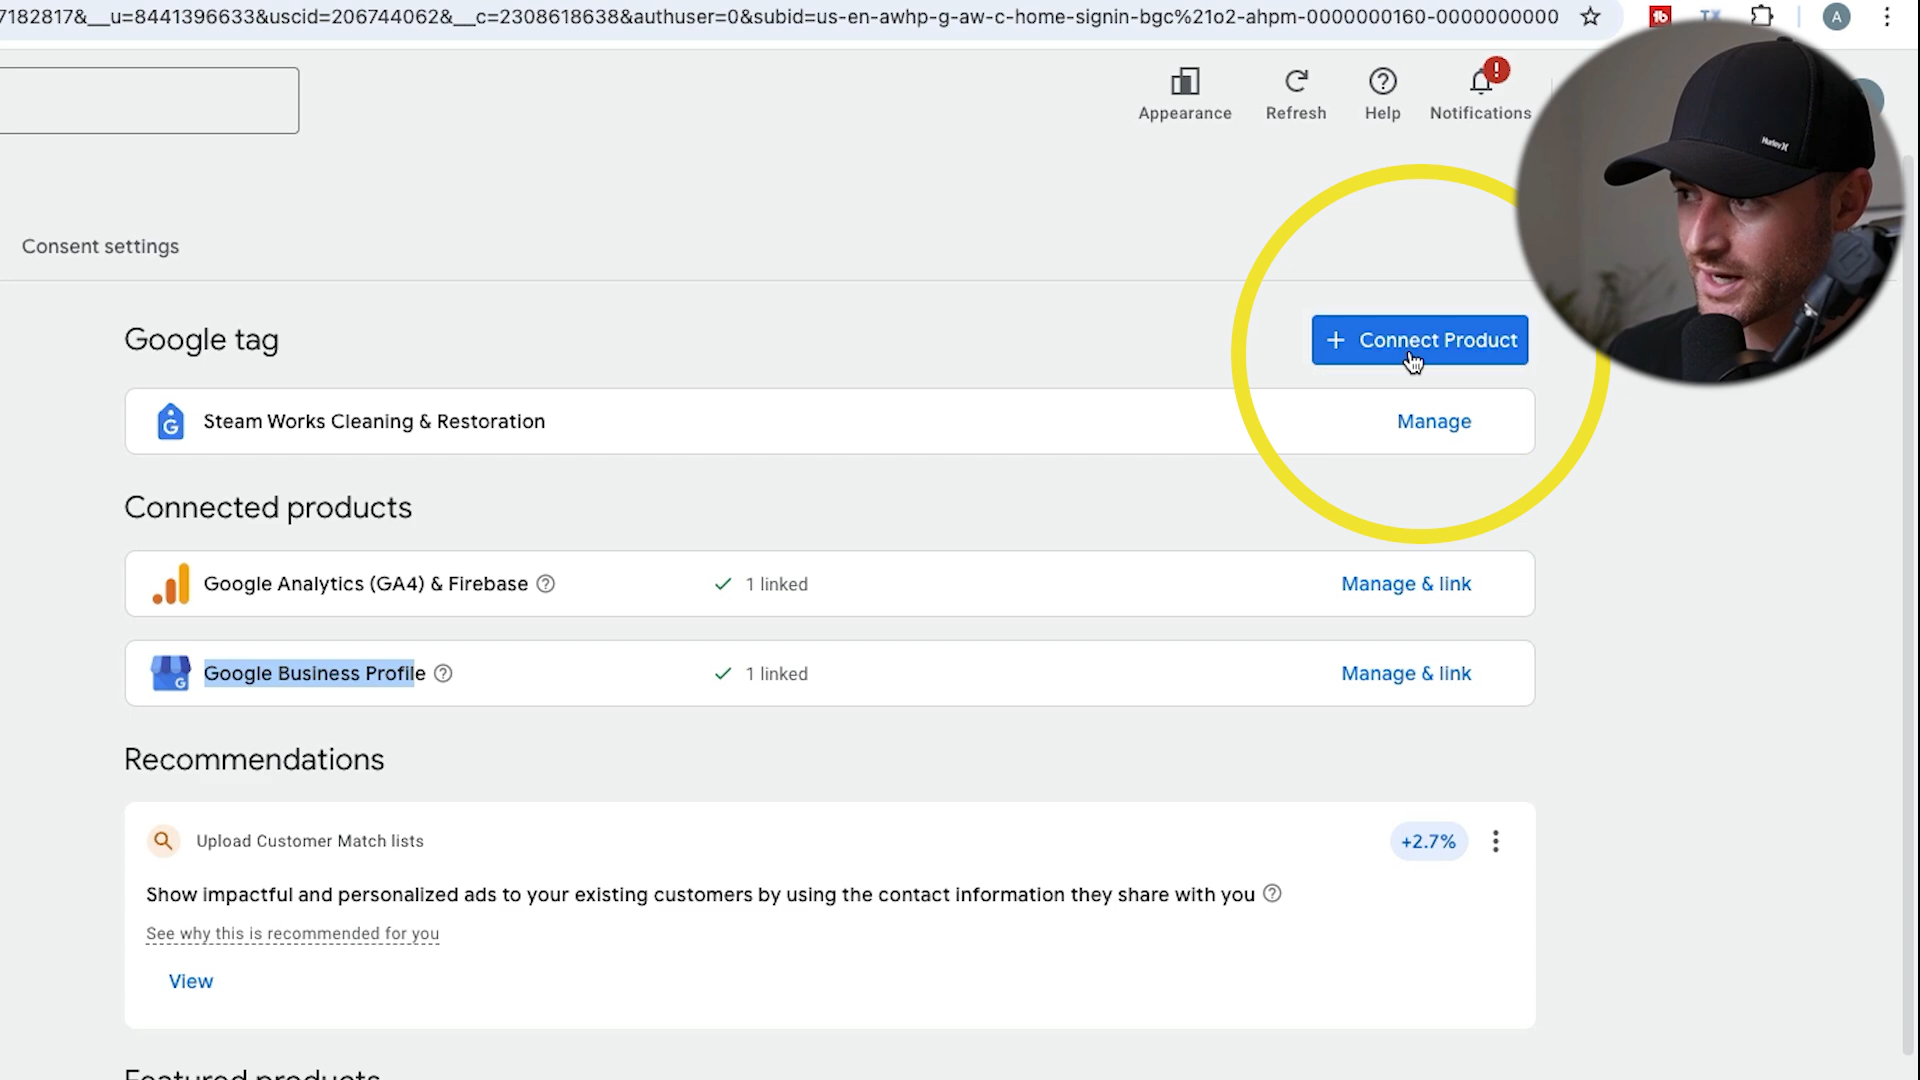 7182817&__u=8441396633&uscid=206744062&__c=2308618638&authuser=0&subid=us-en-awhp-g-aw-c-home-signin-bgc%21o2-ahpm-0000000160-0000000000
A
Appearance
Refresh
Help
Notifications
Hurley
Consent settings
Google tag
+ Connect Product
Steam Works Cleaning & Restoration
Manage
Connected products
Google Analytics (GA4) & Firebase
1 linked
Manage & link
Google Business Profile
1 linked
Manage & link
Recommendations
Upload Customer Match lists
+2.7%
Show impactful and personalized ads to your existing customers by using the contact information they share with you
See why this is recommended for you
View
Featured products